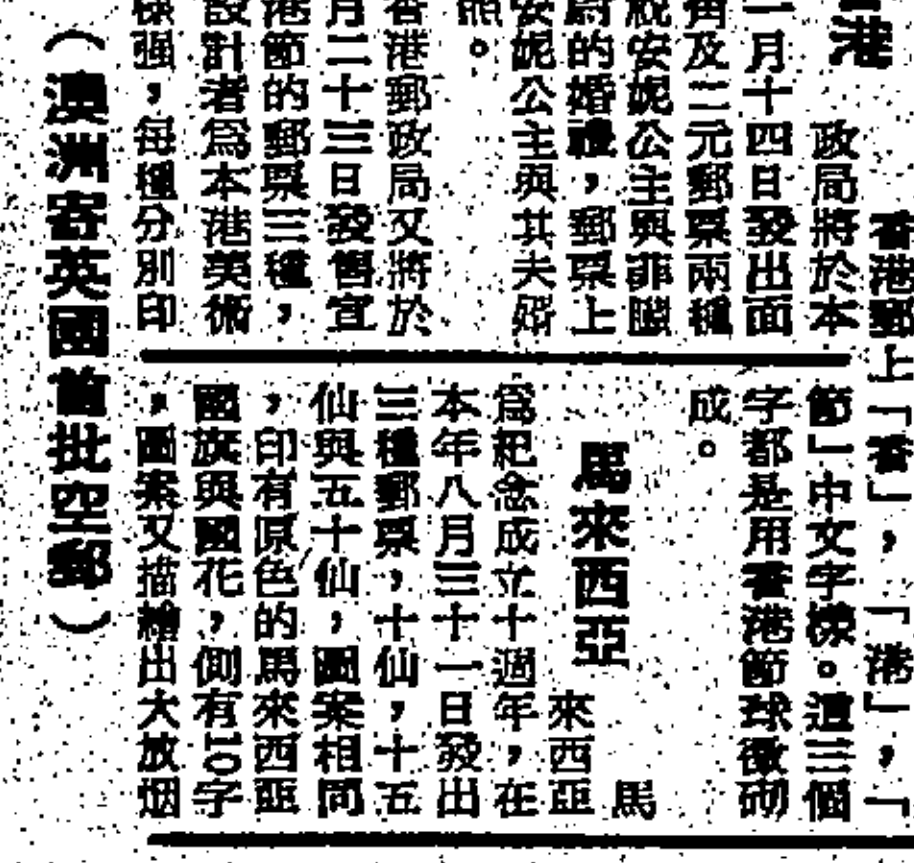 香港
香港郵
政局將於本
一月十四日發出面
角及二元郵票兩種
祝安妮公主與菲臘
尉的婚禮，郵票上
安妮公主與其夫婿
照。
香港郵政局又將於
月二十三日發售宣
港節的郵票三種，
設計者爲本港美術
強，每種分別印
上「香」，「港」，「
節」中文字樣。這三個
字都是用香港節球徽砌
成。
馬來西亞
馬
來西亞
爲紀念成立十週年，在
本年八月三十一日發出
三種郵票，十仙，十五
仙與五十仙，圖案相同
，印有原色的馬來西亞
國旗與國花，側有10字
，圖案又描繪出大放烟
（澳洲寄英國首批空郵）